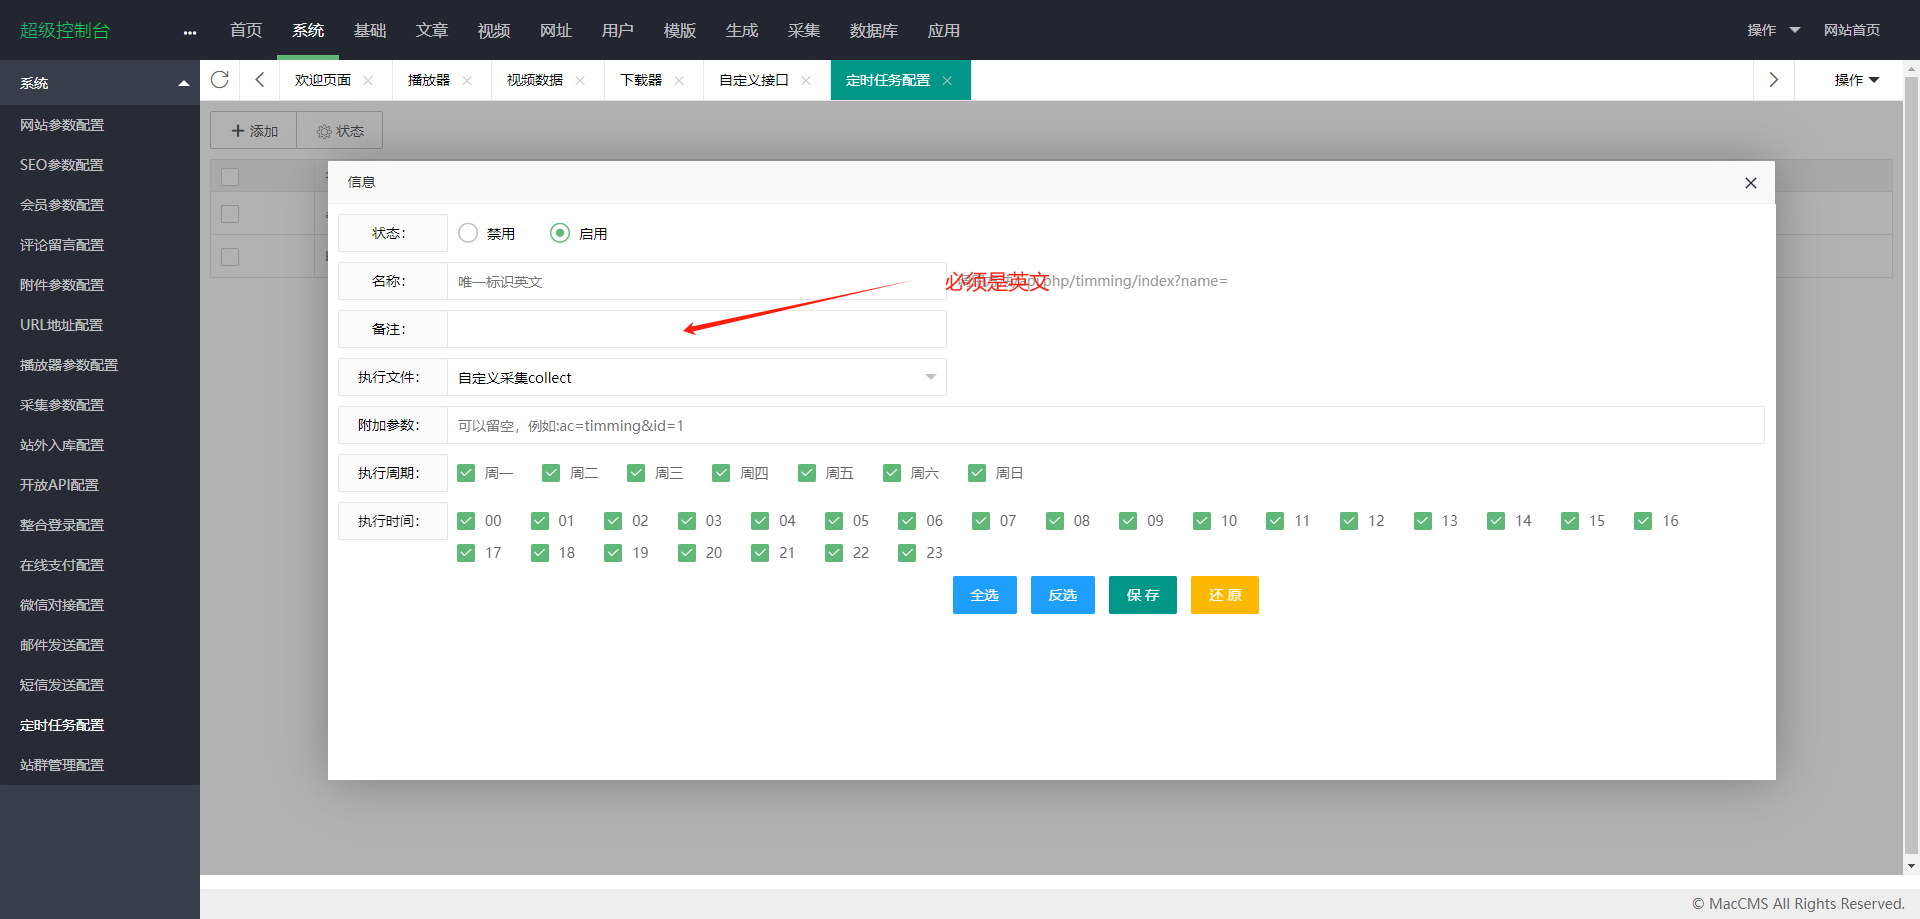 超级控制台
首页 系统 基础 文章 视频 网址 用户 模版 生成 采集 数据库 应用
操作 网站首页
系统
网站参数配置
SEO参数配置
会员参数配置
评论留言配置
附件参数配置
URL地址配置
播放器参数配置
采集参数配置
站外入库配置
开放API配置
整合登录配置
在线支付配置
微信对接配置
邮件发送配置
短信发送配置
定时任务配置
站群管理配置
欢迎页面 播放器 视频数据 下载器 自定义接口 定时任务配置
操作
添加 状态
信息
状态： 禁用 启用
名称： 唯一标识英文 必须是英文 php/timming/index?name=
备注：
执行文件： 自定义采集collect
附加参数： 可以留空，例如:ac=timming&id=1
执行周期： 周一 周二 周三 周四 周五 周六 周日
执行时间： 00 01 02 03 04 05 06 07 08 09 10 11 12 13 14 15 16
17 18 19 20 21 22 23
全选 反选 保 存 还 原
© MacCMS All Rights Reserved.